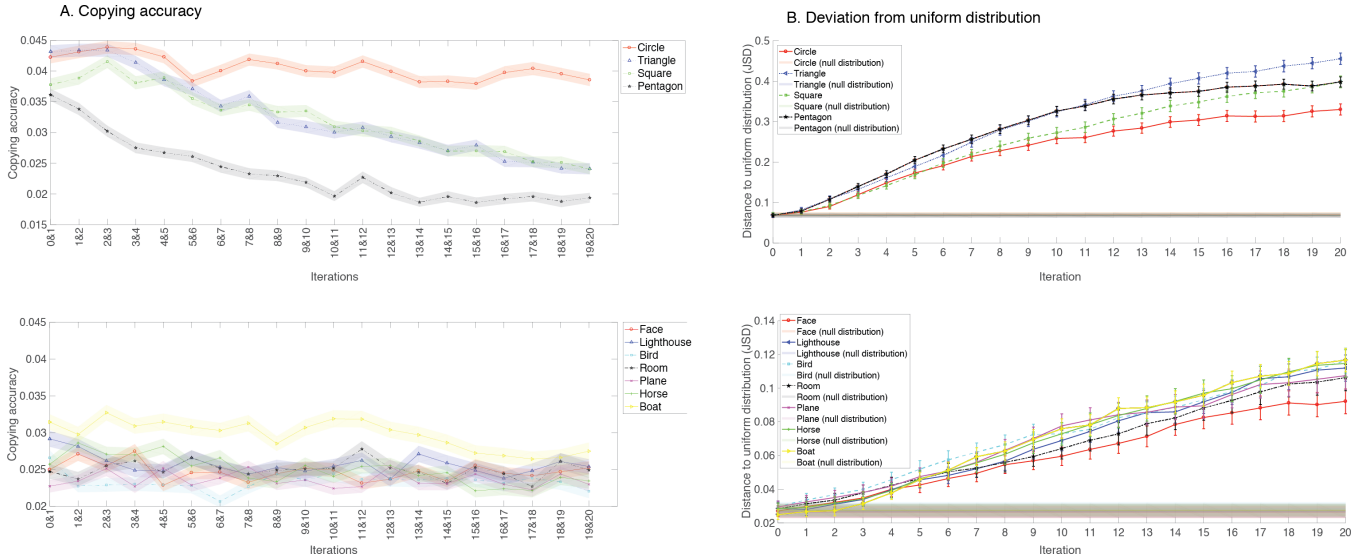 A. Copying accuracy
0.045
0.04
0.035
0.03
0.025
0.02
0.015
Copying accuracy
Circle
Triangle
Square
Pentagon
0&1
1&2
2&3
3&4
4&5
5&6
6&7
7&8
8&9
9&10
10&11
11&12
12&13
13&14
14&15
15&16
16&17
17&18
18&19
19&20
Iterations
B. Deviation from uniform distribution
0.5
0.4
0.3
0.2
0.1
0
Distance to uniform distribution (JSD)
Circle
Circle (null distribution)
Triangle
Triangle (null distribution)
Square
Square (null distribution)
Pentagon
Pentagon (null distribution)
0 1 2 3 4 5 6 7 8 9 10 11 12 13 14 15 16 17 18 19 20
Iteration
0.045
0.04
0.035
0.03
0.025
0.02
Copying accuracy
Face
Lighthouse
Bird
Room
Plane
Horse
Boat
0&1
1&2
2&3
3&4
4&5
5&6
6&7
7&8
8&9
9&10
10&11
11&12
12&13
13&14
14&15
15&16
16&17
17&18
18&19
19&20
Iterations
0.14
0.12
0.1
0.08
0.06
0.04
0.02
Distance to uniform distribution (JSD)
Face
Face (null distribution)
Lighthouse
Lighthouse (null distribution)
Bird
Bird (null distribution)
Room
Room (null distribution)
Plane
Plane (null distribution)
Horse
Horse (null distribution)
Boat
Boat (null distribution)
0 1 2 3 4 5 6 7 8 9 10 11 12 13 14 15 16 17 18 19 20
Iteration